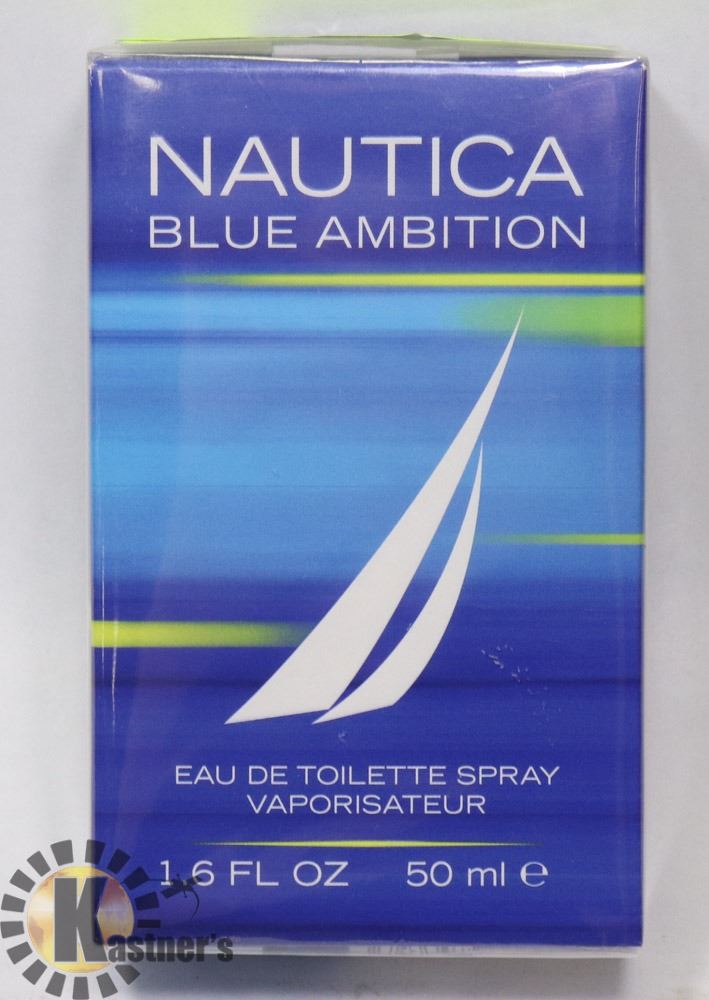 NAUTICA
BLUE AMBITION
EAU DE TOILETTE SPRAY
VAPORISATEUR
1.6 FL OZ 50 ml ℮
Kastner's